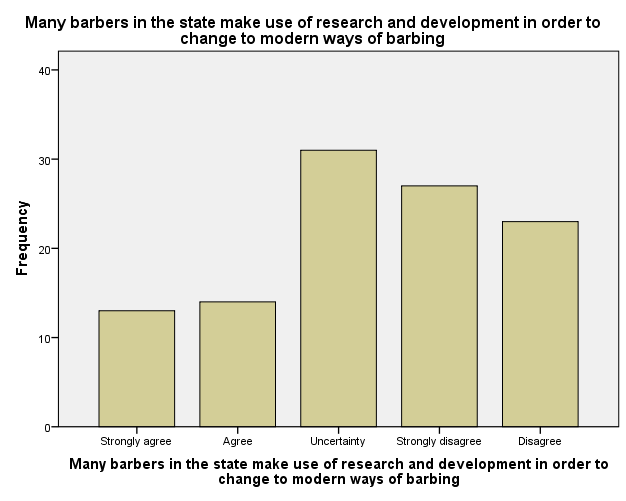 Many barbers in the state make use of research and development in order to
change to modern ways of barbing
40
30
20
10
0
Frequency
Strongly agree
Agree
Uncertainty
Strongly disagree
Disagree
Many barbers in the state make use of research and development in order to
change to modern ways of barbing